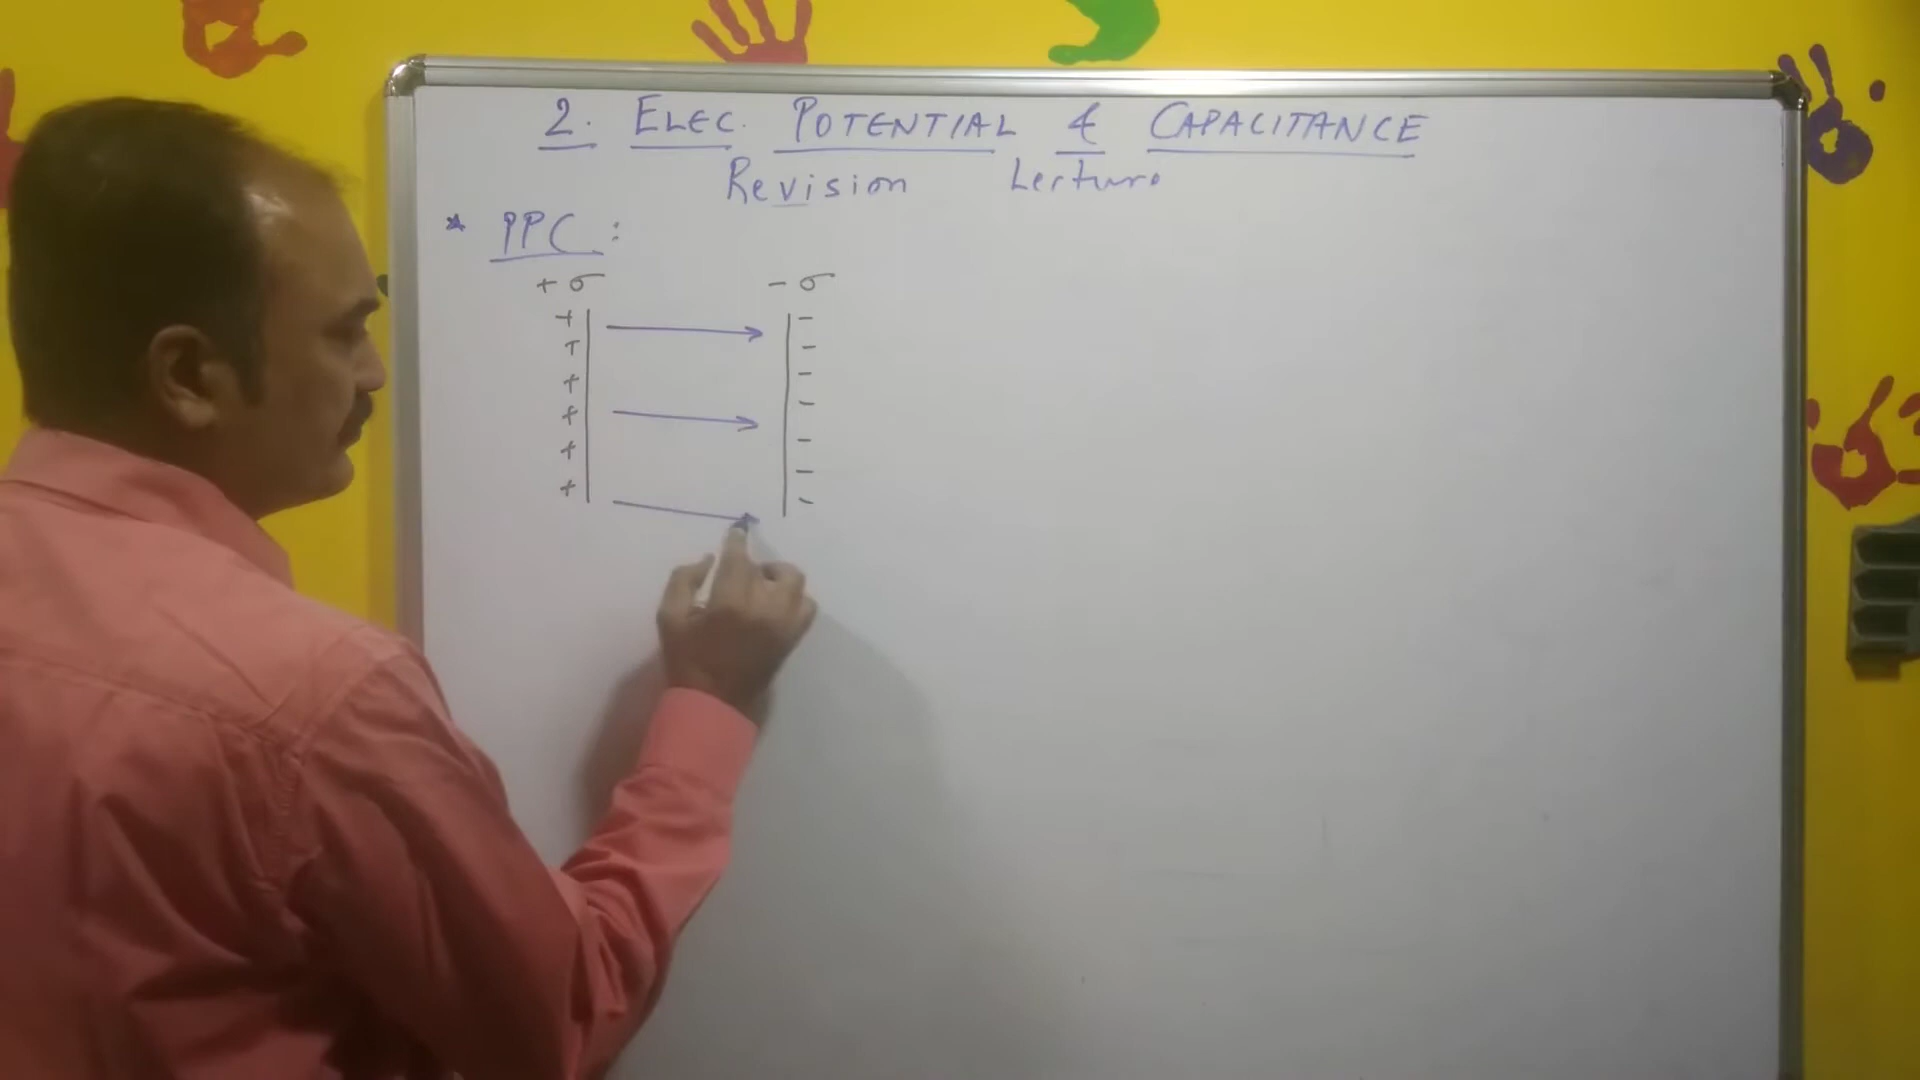 2. ELEC. POTENTIAL & CAPACITANCE
Revision Lecture
* PPC:
+ σ - σ
+ -
+ -
+ -
+ -
+ -
+ -
-